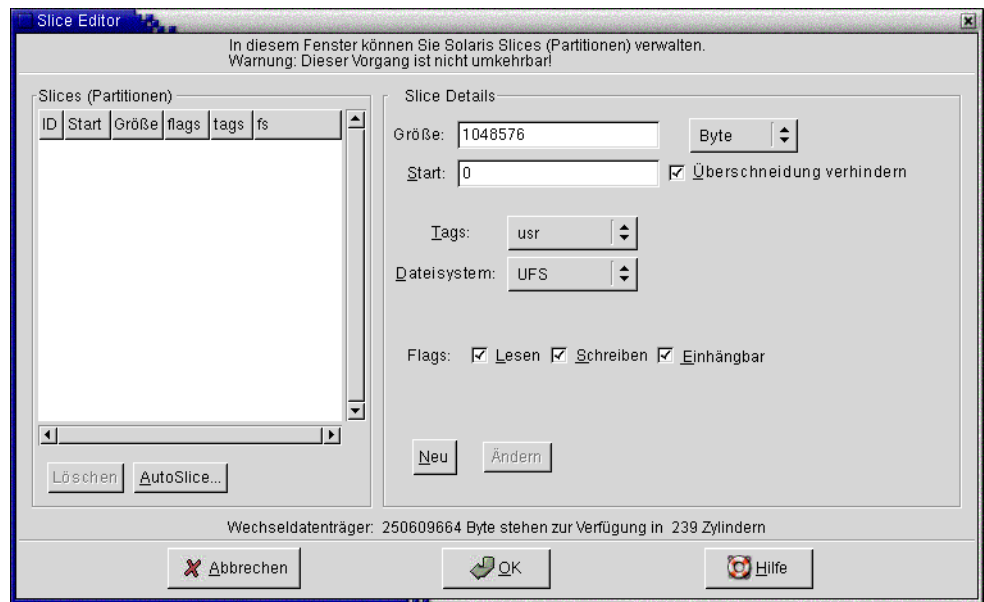 Slice Editor
In diesem Fenster können Sie Solaris Slices (Partitionen) verwalten.
Warnung: Dieser Vorgang ist nicht umkehrbar!
Slices (Partitionen)
ID Start Größe flags tags fs
Löschen AutoSlice...
Slice Details
Größe: 1048576 Byte
Start: 0 Überschneidung verhindern
Tags: usr
Dateisystem: UFS
Flags: Lesen Schreiben Einhängbar
Neu Ändern
Wechseldatenträger: 250609664 Byte stehen zur Verfügung in 239 Zylindern
Abbrechen OK Hilfe